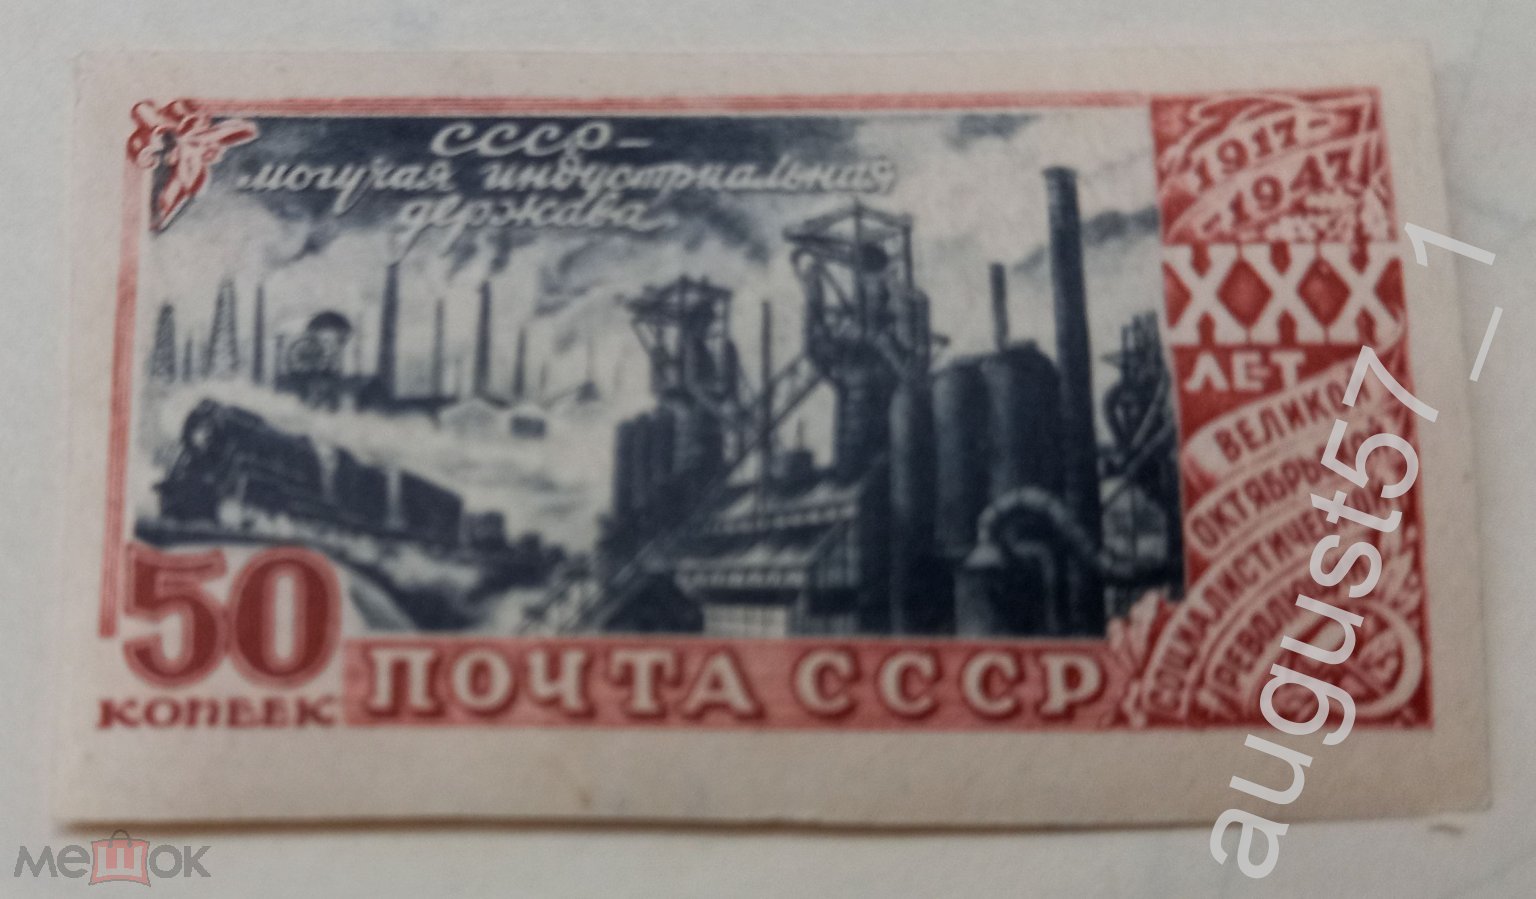 СССР-
могучая индустриальная
держава
1917-
1947
XXX
ЛЕТ
ВЕЛИКОЙ
ОКТЯБРЬСКОЙ
СОЦИАЛИСТИЧЕСКОЙ
РЕВОЛЮЦИИ
50
КОПЕЕК
ПОЧТА СССР
august57_1
мешок